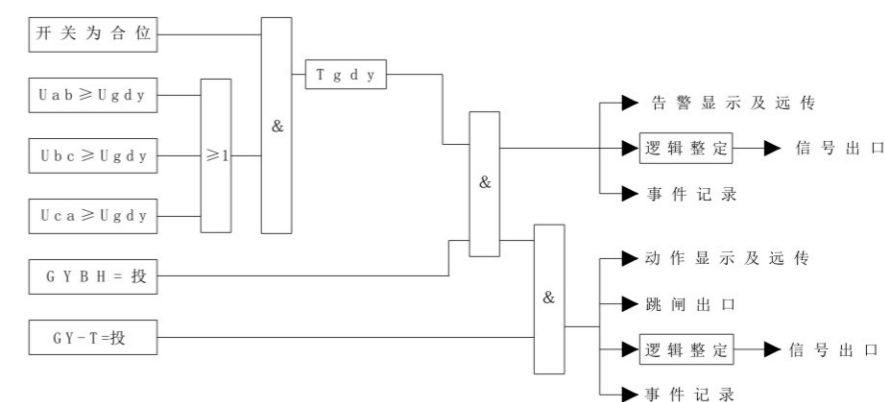 开关为合位
Uab≥Ugdy
Ubc≥Ugdy
Uca≥Ugdy
GYBH=投
GY-T=投
≥1
&
Tgdy
&
&
告警显示及远传
逻辑整定
信号出口
事件记录
动作显示及远传
跳闸出口
逻辑整定
信号出口
事件记录